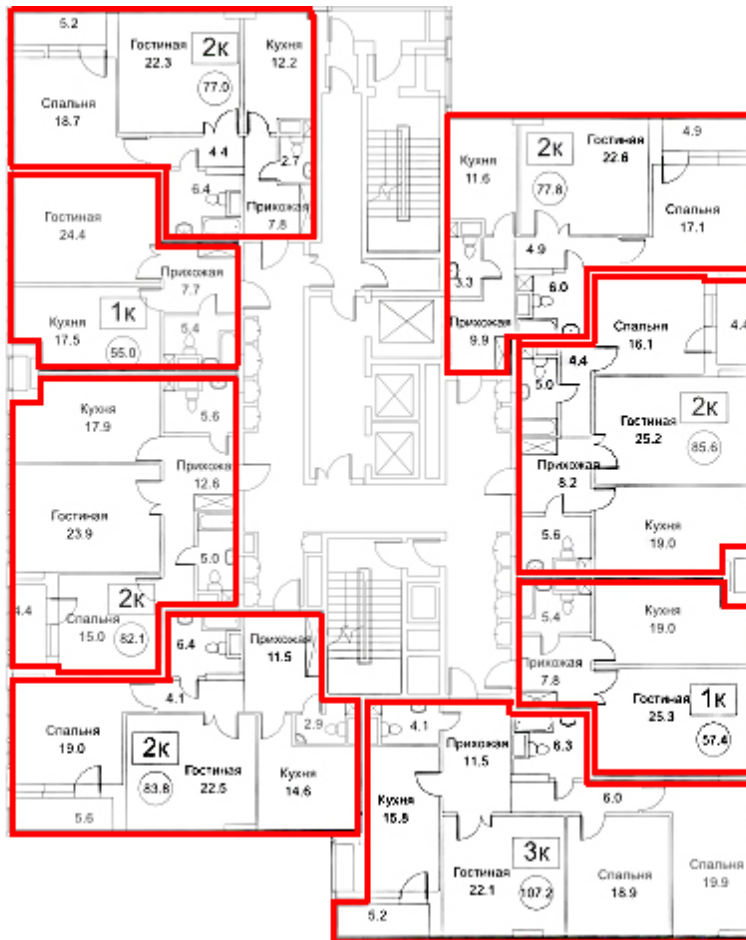 5.2
Гостиная
22.3
2к
77.0
Кухня
12.2
Спальня
18.7
4.4
2.7
6.4
Прихожая
7.8
Кухня
11.6
2к
77.8
Гостиная
22.6
4.9
Спальня
17.1
4.9
3.3
6.0
Прихожая
9.9
Гостиная
24.4
Прихожая
7.7
Кухня
17.5
1к
55.0
5.4
Спальня
16.1
4.4
5.0
Гостиная
25.2
2к
85.6
Прихожая
8.2
5.6
Кухня
19.0
Кухня
17.9
5.6
Прихожа
12.6
Гостиная
23.9
5.0
4.4
Спальня
15.0
2к
82.1
5.4
Кухня
19.0
Прихожая
7.8
Гостиная
25.3
1к
57.4
6.4
Прихожая
11.5
4.1
Спальня
19.0
2к
83.8
Гостиная
22.5
2.9
Кухня
14.6
5.6
4.1
Прихожая
11.5
6.3
Кухня
15.8
6.0
Гостиная
22.1
3к
107.2
Спальня
18.9
Спальня
19.9
5.2